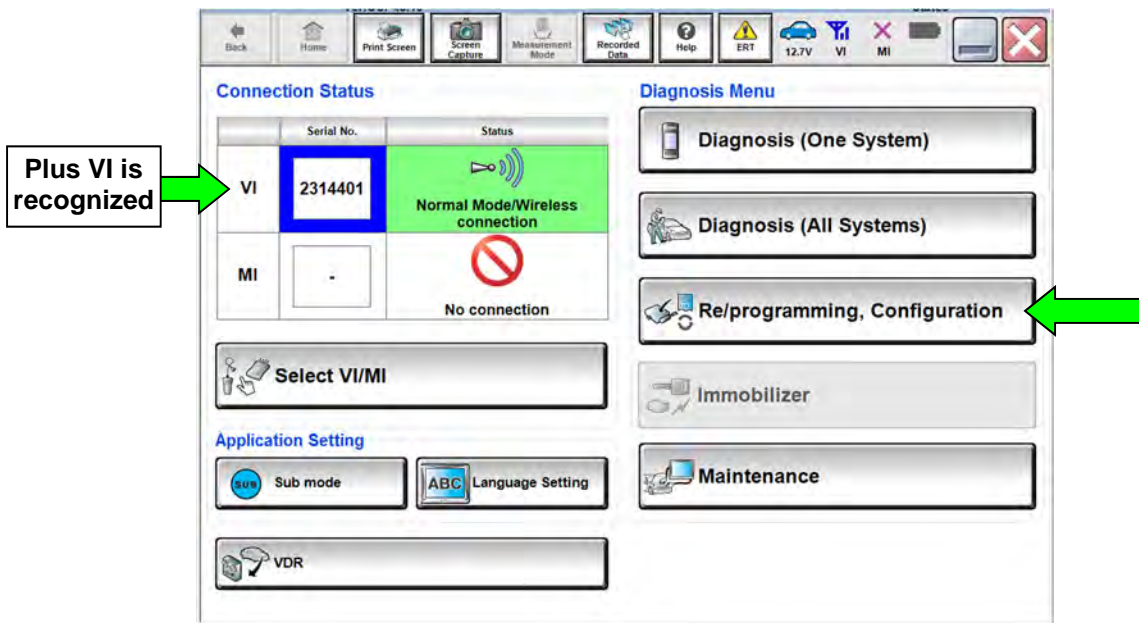 Back
Home
Print Screen
Screen
Capture
Measurement
Mode
Recorded
Data
Help
ERT
12.7V
VI
MI
Connection Status
Serial No.
Status
VI
2314401
Normal Mode/Wireless
connection
MI
-
No connection
Plus VI is
recognized
Select VI/MI
Application Setting
SUB
Sub mode
ABC
Language Setting
VDR
Diagnosis Menu
Diagnosis (One System)
Diagnosis (All Systems)
Re/programming, Configuration
Immobilizer
Maintenance